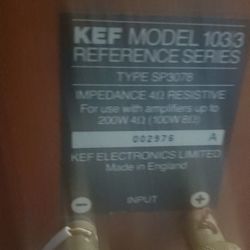 KEF MODEL 103/3
REFERENCE SERIES
TYPE SP3078
IMPEDANCE 4Ω RESISTIVE
For use with amplifiers up to
200W 4Ω (100W 8Ω)
002976 A
KEF ELECTRONICS LIMITED
Made in England
INPUT
- +